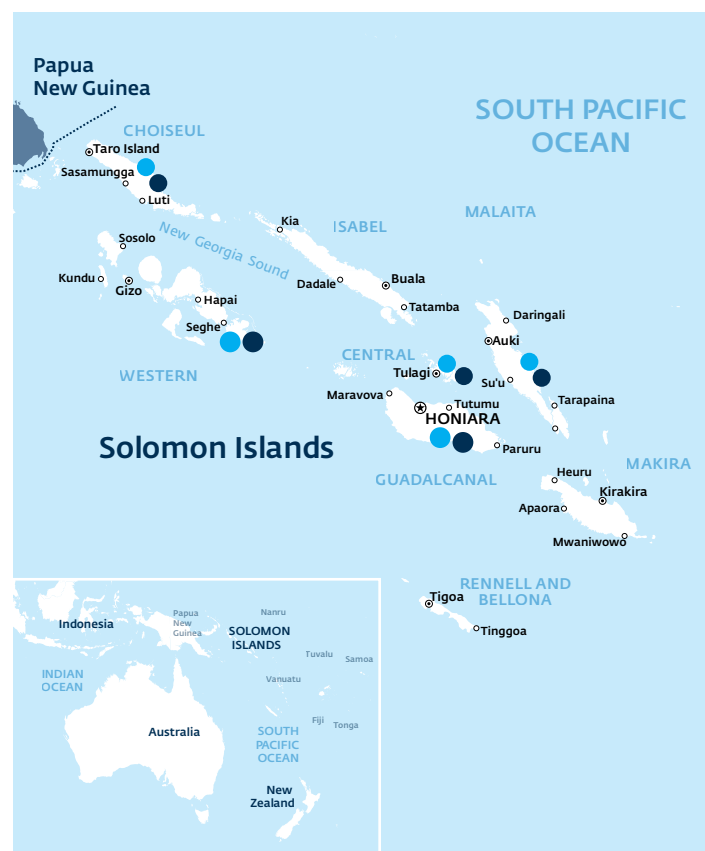 Papua
New Guinea
SOUTH PACIFIC
OCEAN
CHOISEUL
Taro Island
Sasamungga
Luti
MALAITA
Kia
ISABEL
New Georgia Sound
Sosolo
Kundu
Gizo
Dadale
Buala
Hapai
Tatamba
Daringali
Seghe
Auki
CENTRAL
WESTERN
Tulagi
Su'u
Maravova
Tutumu
Tarapaina
HONIARA
Solomon Islands
Paruru
MAKIRA
Heuru
GUADALCANAL
Kirakira
Apaora
Mwaniwowo
RENNELL AND
BELLONA
Tigoa
Tinggoa
Indonesia
Papua
New
Guinea
Nanru
SOLOMON
ISLANDS
Tuvalu
Samoa
INDIAN
OCEAN
Vanuatu
Fiji
Tonga
Australia
SOUTH
PACIFIC
OCEAN
New
Zealand